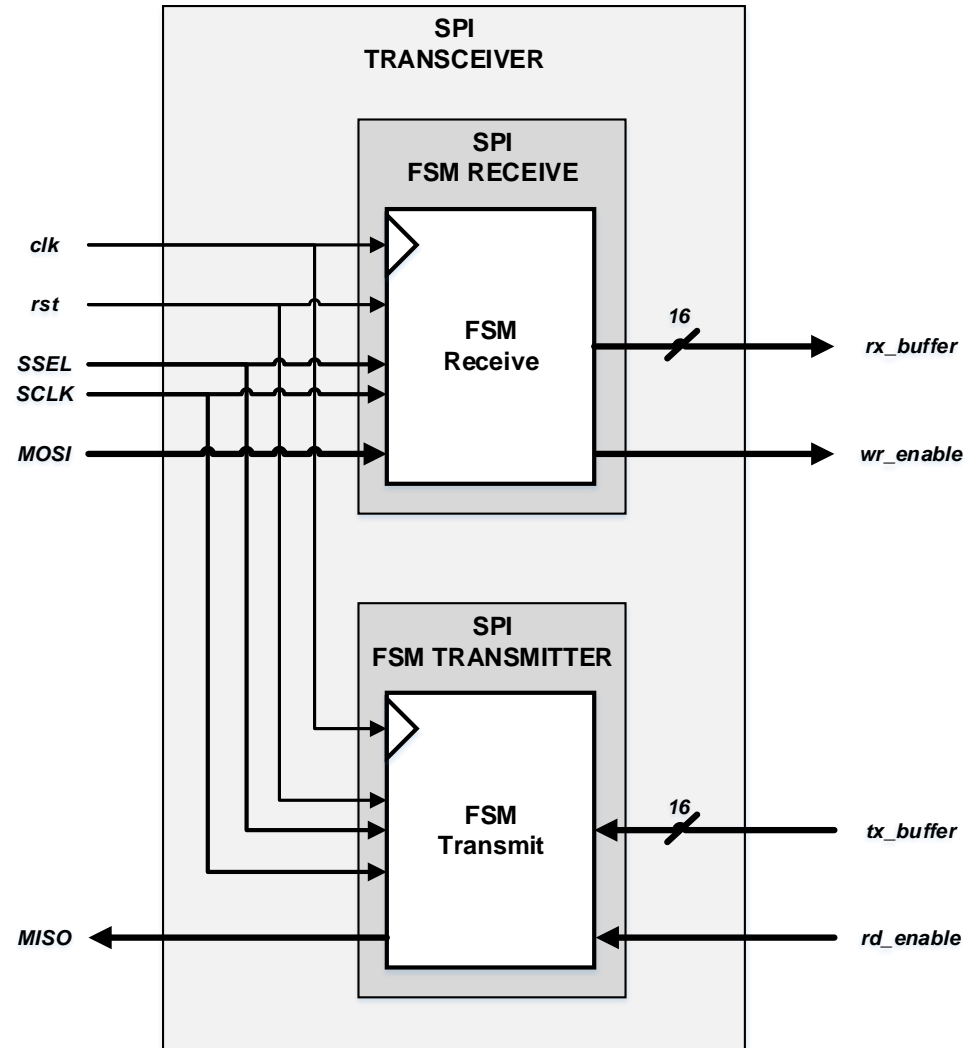 SPI
TRANSCEIVER
SPI
FSM RECEIVE
clk
rst
SSEL
SCLK
MOSI
FSM
Receive
16
rx_buffer
wr_enable
SPI
FSM TRANSMITTER
FSM
Transmit
16
tx_buffer
MISO
rd_enable